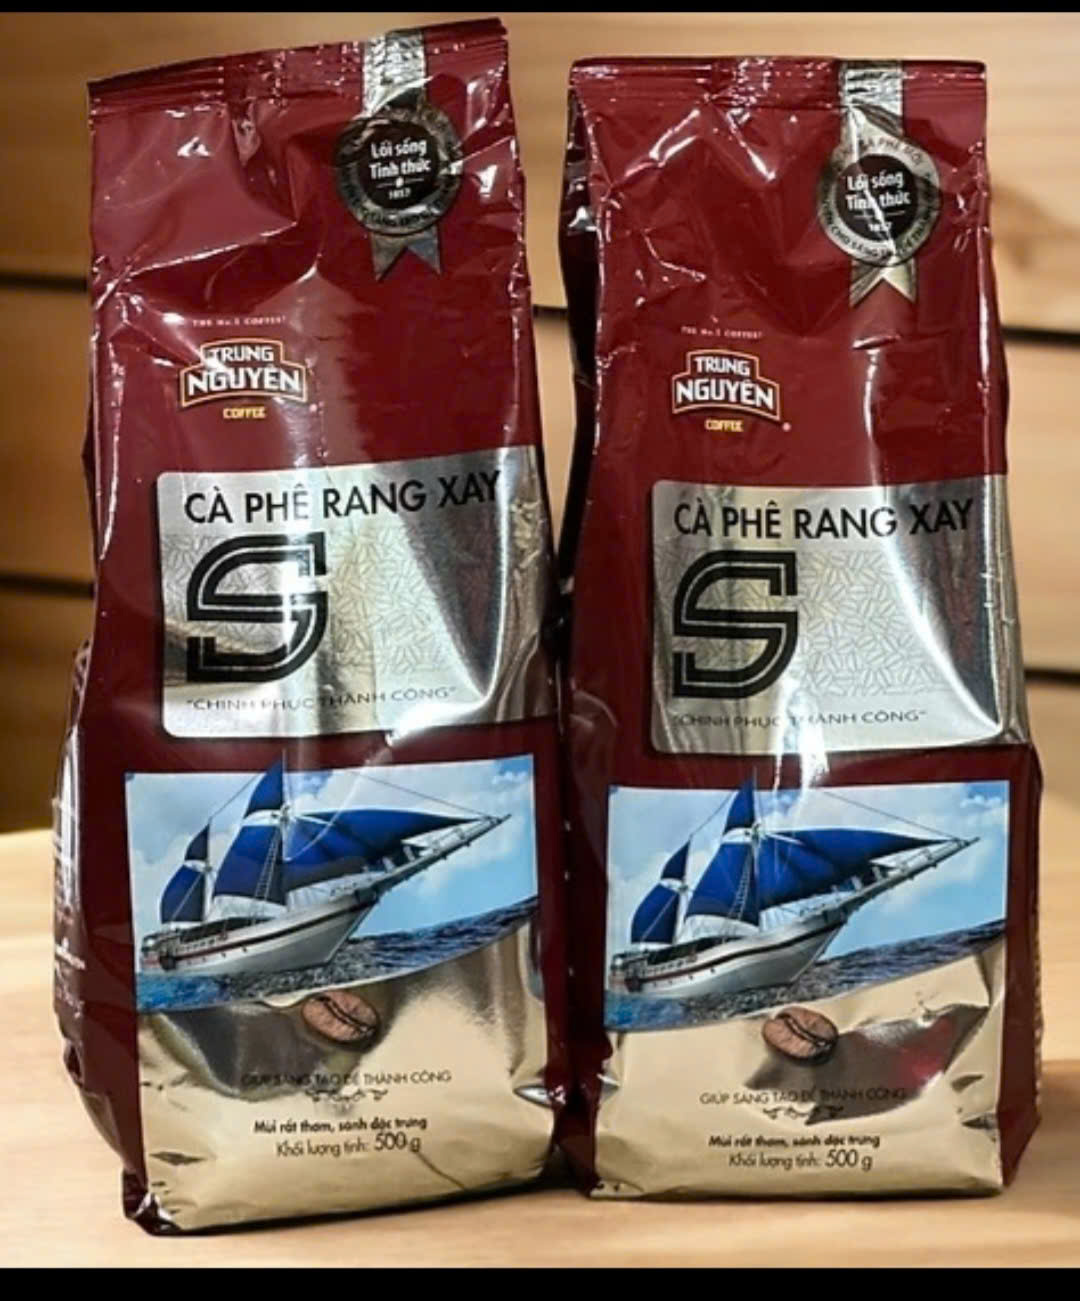 Lối sống
Tỉnh thức
1857
THE No.1 COFFEE!
TRUNG
NGUYÊN
COFFEE
CÀ PHÊ RANG XAY
S
"CHINH PHỤC THÀNH CÔNG"
GIÚP SÁNG TẠO ĐỂ THÀNH CÔNG
Mùi rất thơm, sánh đặc trưng
Khối lượng tịnh: 500 g
Lối sống
Tỉnh thức
1857
THE No.1 COFFEE!
TRUNG
NGUYÊN
COFFEE
CÀ PHÊ RANG XAY
S
"CHINH PHỤC THÀNH CÔNG"
GIÚP SÁNG TẠO ĐỂ THÀNH CÔNG
Mùi rất thơm, sánh đặc trưng
Khối lượng tịnh: 500 g